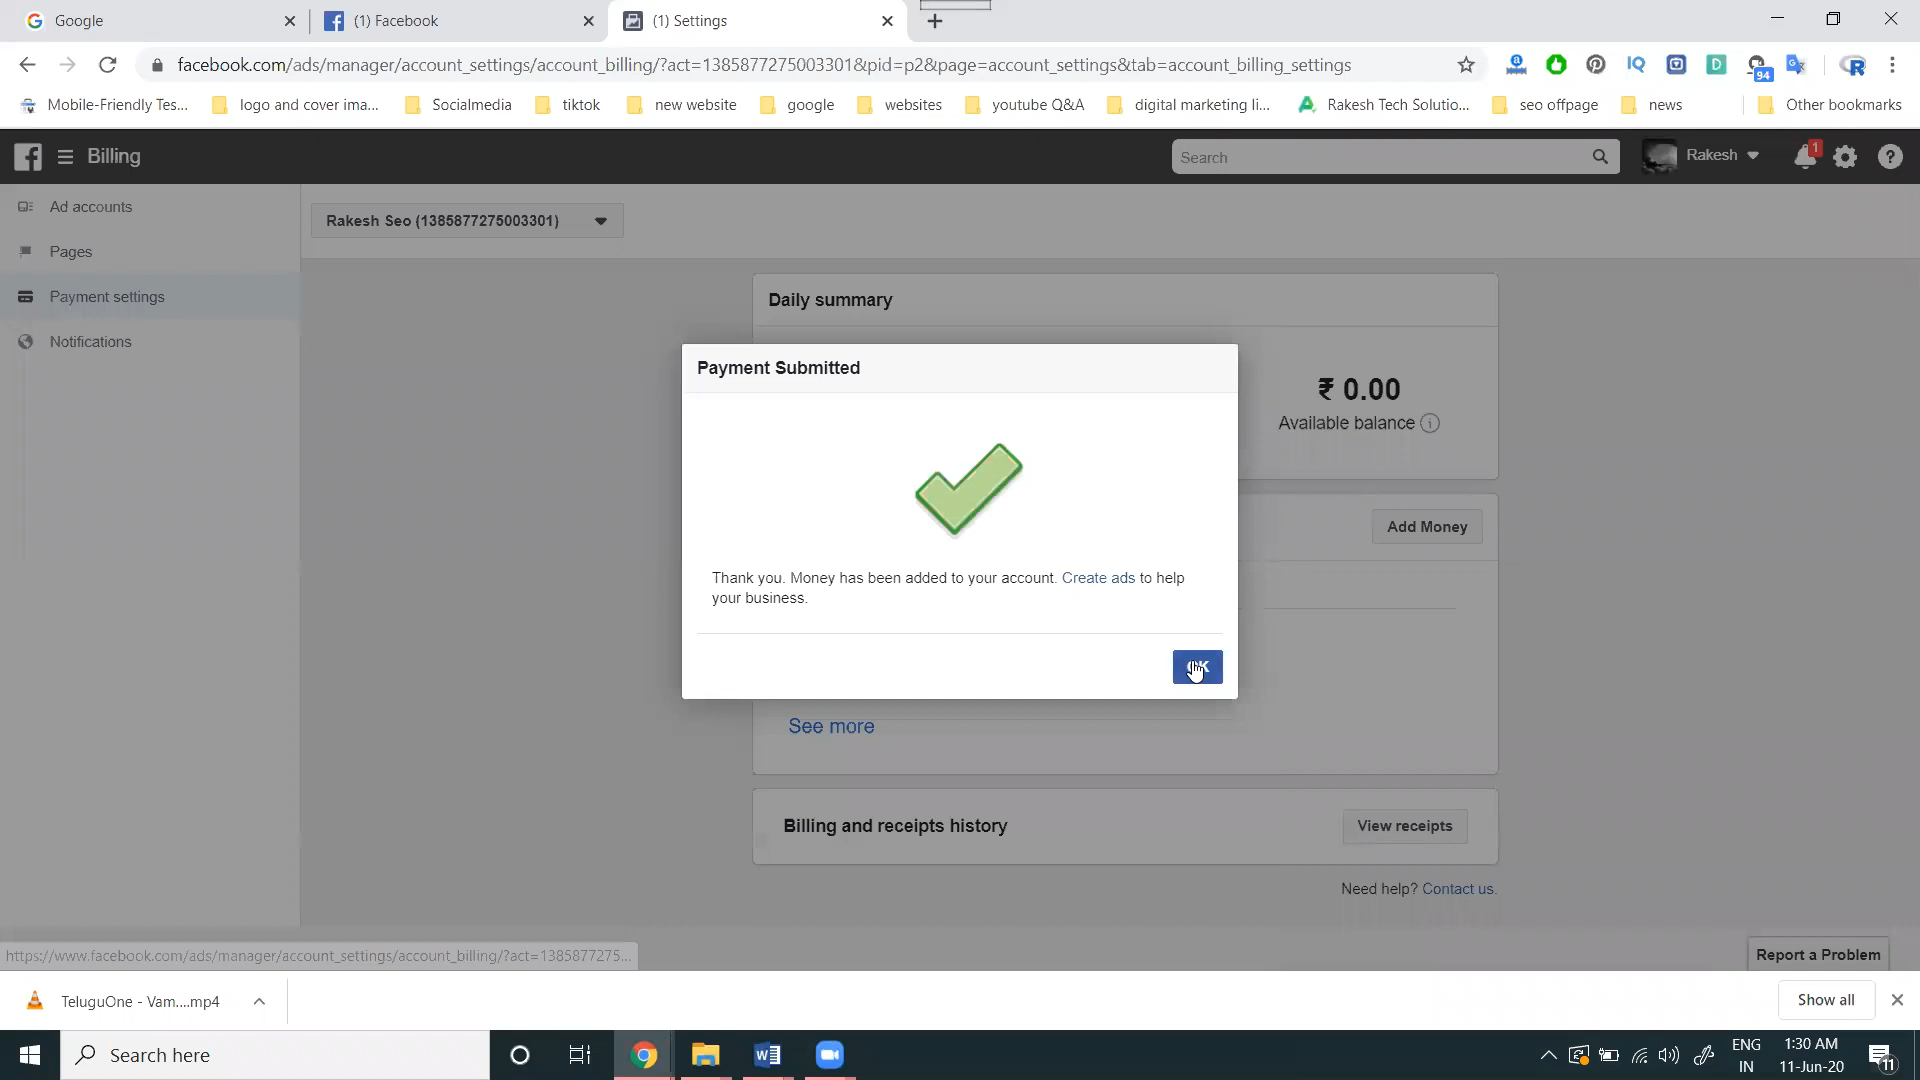 Google
(1) Facebook
(1) Settings
facebook.com/ads/manager/account_settings/account_billing/?act=1385877275003301&pid=p2&page=account_settings&tab=account_billing_settings
94
Mobile-Friendly Tes...
logo and cover ima...
Socialmedia
tiktok
new website
google
websites
youtube Q&A
digital marketing li...
Rakesh Tech Solutio...
seo offpage
news
Other bookmarks
Billing
Search
Rakesh
1
Ad accounts
Pages
Payment settings
Notifications
Rakesh Seo (1385877275003301)
Daily summary
₹ 0.00
Available balance
Payment Submitted
Thank you. Money has been added to your account. Create ads to help
your business.
OK
Add Money
See more
Billing and receipts history
View receipts
Need help? Contact us.
https://www.facebook.com/ads/manager/account_settings/account_billing/?act=1385877275...
Report a Problem
TeluguOne - Vam....mp4
Show all
Search here
ENG
IN
1:30 AM
11-Jun-20
11